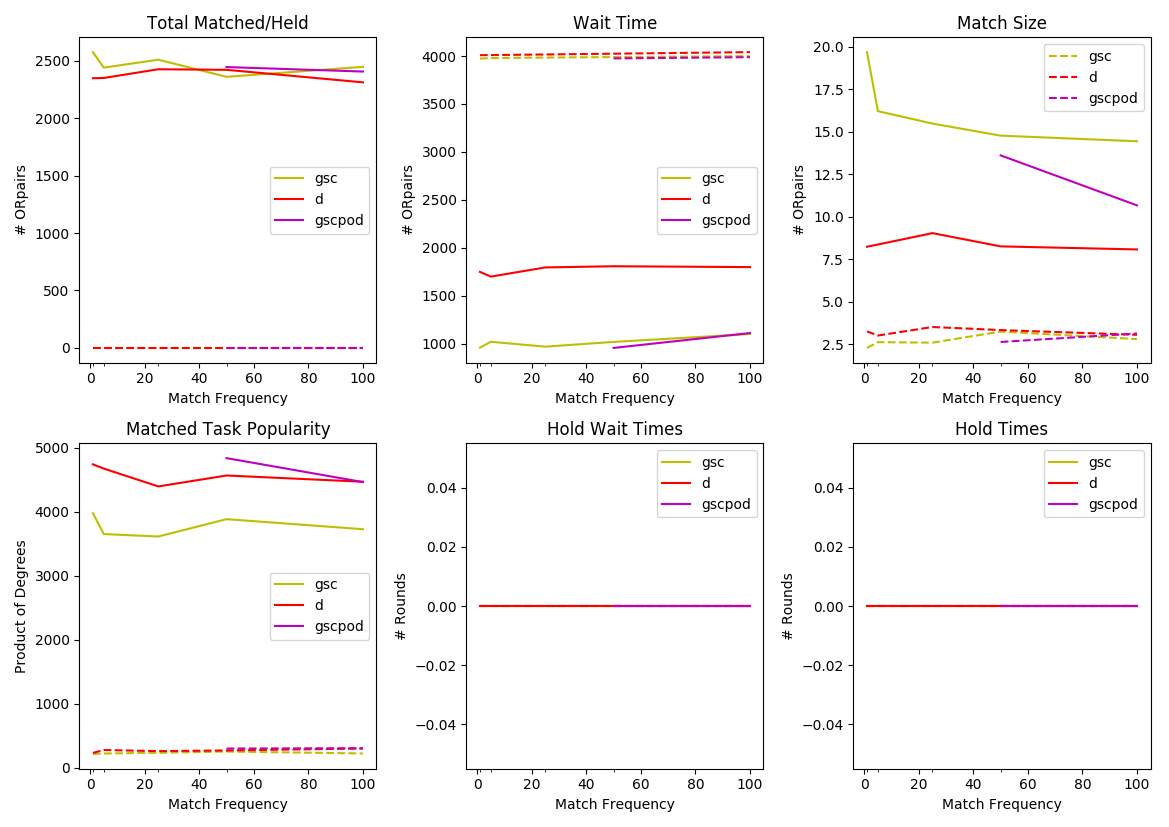 Total Matched/Held
# ORpairs
2500
2000
1500
1000
500
0
gsc
d
gscpod
0 20 40 60 80 100
Match Frequency
Wait Time
# ORpairs
4000
3500
3000
2500
2000
1500
1000
gsc
d
gscpod
0 20 40 60 80 100
Match Frequency
Match Size
# ORpairs
20.0
17.5
15.0
12.5
10.0
7.5
5.0
2.5
gsc
d
gscpod
0 20 40 60 80 100
Match Frequency
Matched Task Popularity
Product of Degrees
5000
4000
3000
2000
1000
0
gsc
d
gscpod
0 20 40 60 80 100
Match Frequency
Hold Wait Times
# Rounds
0.04
0.02
0.00
−0.02
−0.04
gsc
d
gscpod
0 20 40 60 80 100
Match Frequency
Hold Times
# Rounds
0.04
0.02
0.00
−0.02
−0.04
gsc
d
gscpod
0 20 40 60 80 100
Match Frequency